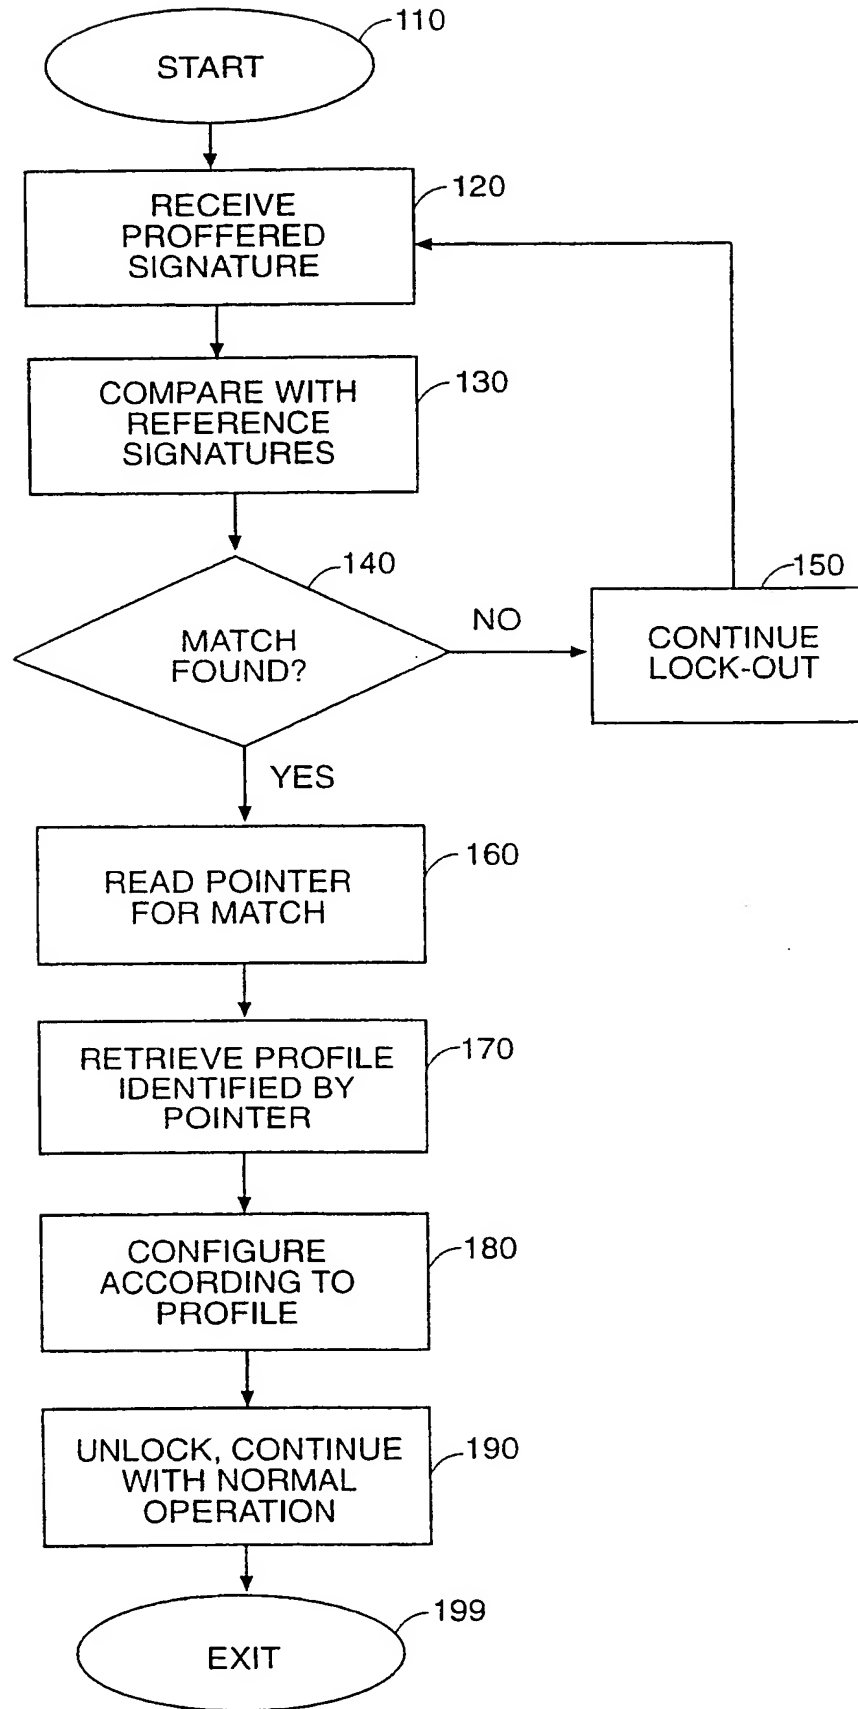 110
START
120
RECEIVE
PROFFERED
SIGNATURE
130
COMPARE WITH
REFERENCE
SIGNATURES
140
MATCH
FOUND?
NO
150
CONTINUE
LOCK-OUT
YES
160
READ POINTER
FOR MATCH
170
RETRIEVE PROFILE
IDENTIFIED BY
POINTER
180
CONFIGURE
ACCORDING TO
PROFILE
190
UNLOCK, CONTINUE
WITH NORMAL
OPERATION
199
EXIT